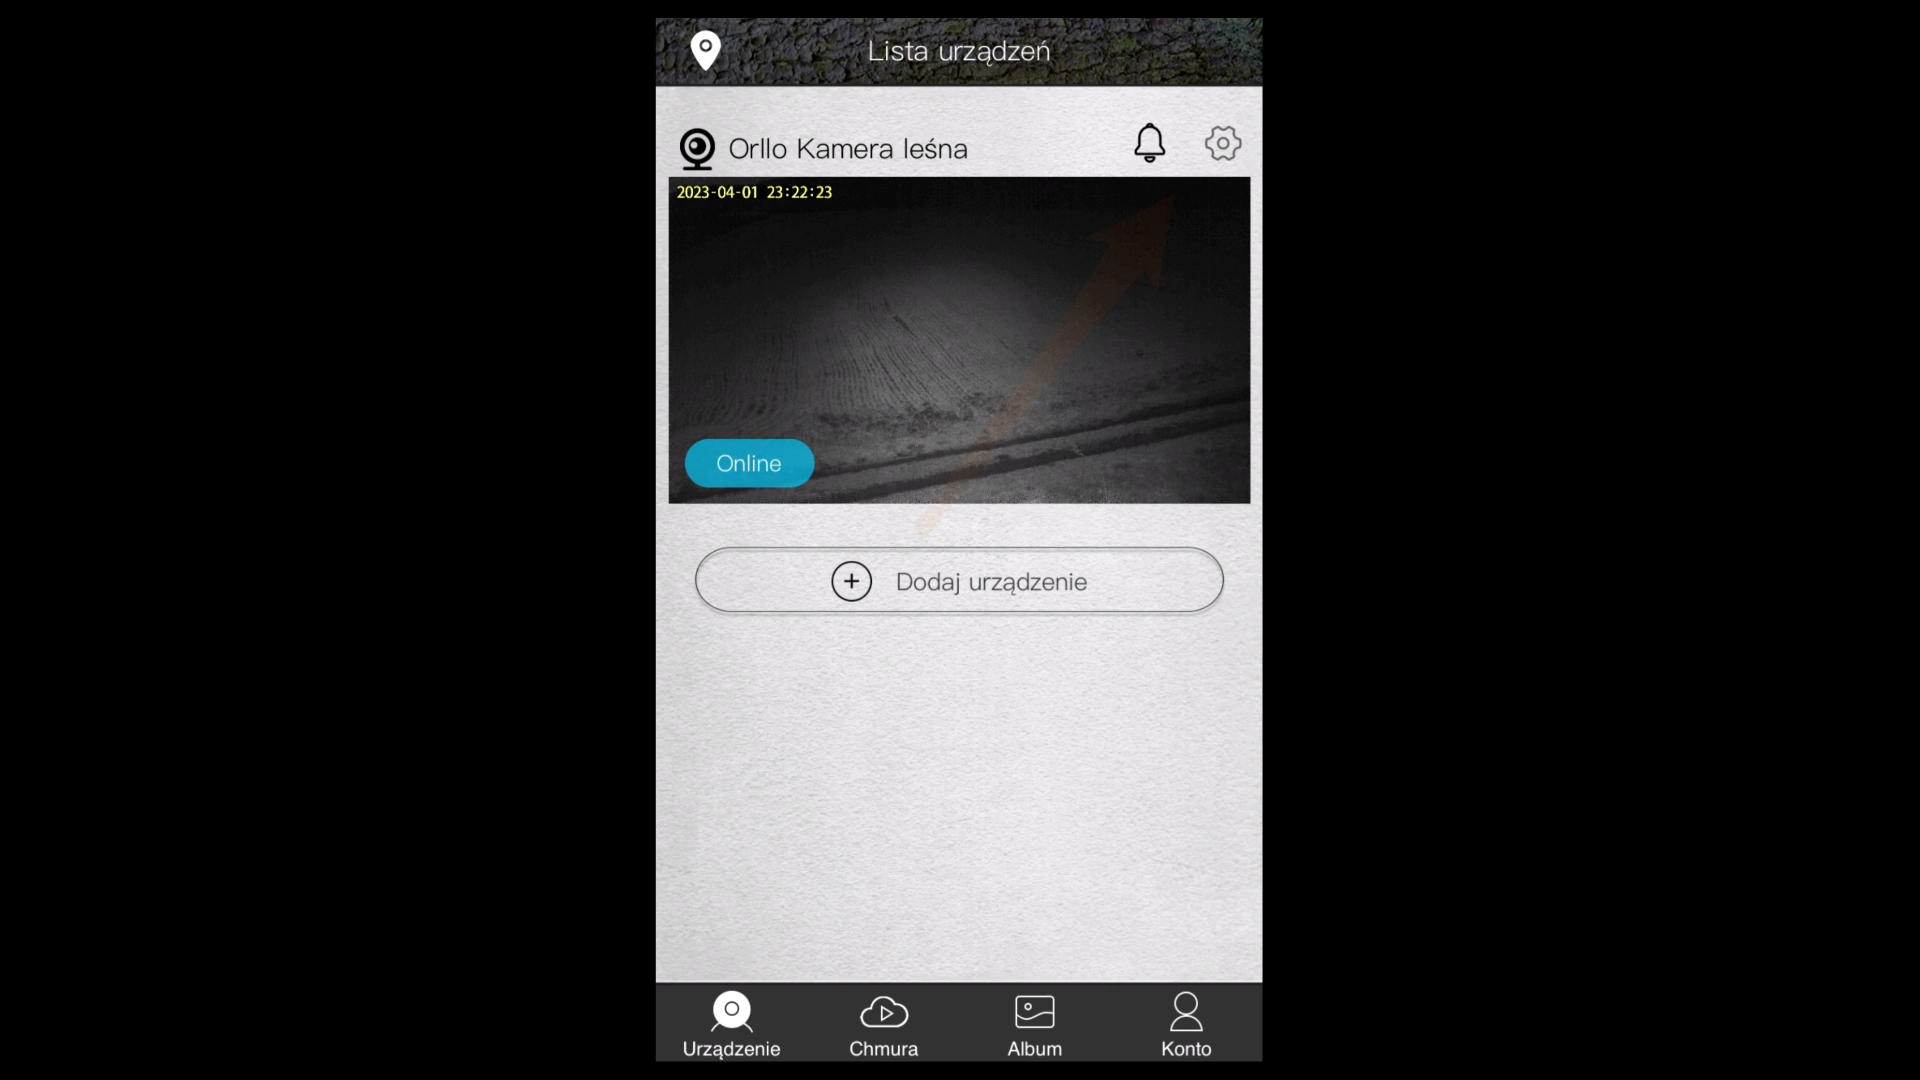 Lista urządzeń
Orllo Kamera leśna
2023-04-01 23:22:23
Online
Dodaj urządzenie
Urządzenie
Chmura
Album
Konto